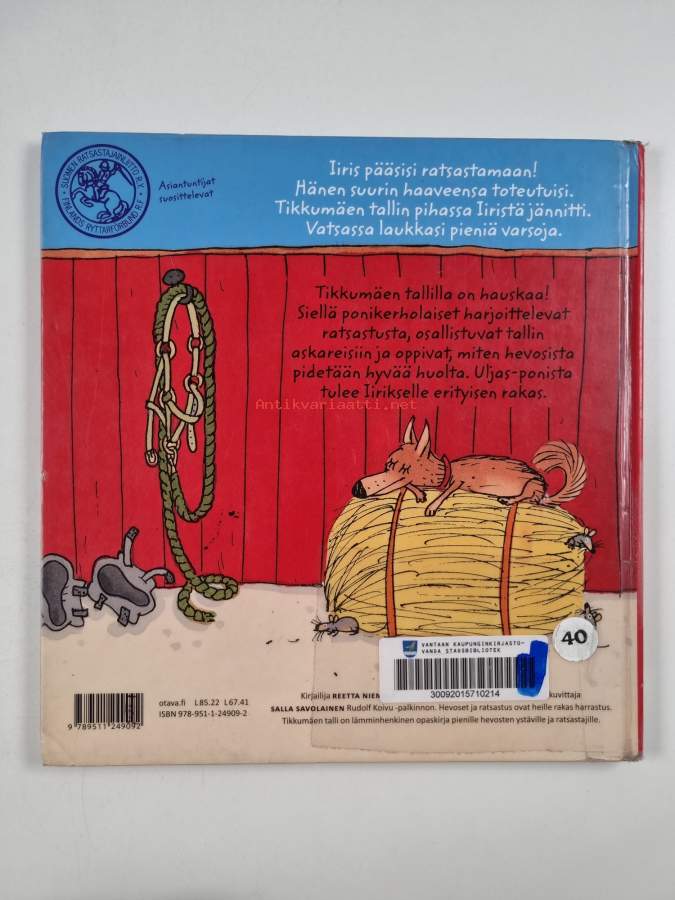 SUOMEN RATSASTAJAINLIITTO R.Y.
FINLANDS RYTTARFÖRBUND R.F.
Asiantuntijat
suosittelevat
Iiris pääsisi ratsastamaan!
Hänen suurin haaveensa toteutuisi.
Tikkumäen tallin pihassa Iiristä jännitti.
Vatsassa laukkasi pieniä varsoja.
Tikkumäen tallilla on hauskaa!
Siellä ponikerholaiset harjoittelevat
ratsastusta, osallistuvat tallin
askareisiin ja oppivat, miten hevosista
pidetään hyvää huolta. Uljas-ponista
tulee Iirikselle erityisen rakas.
Antikvariaatti.net
VANTAAN KAUPUNGINKIRJASTO-
VANDA STADSBIBLIOTEK
30092015710214
40
otava.fi L85.22 L67.41
ISBN 978-951-1-24909-2
9 789511 249092
Kirjailija REETTA NIEM kuvittaja
SALLA SAVOLAINEN Rudolf Koivu -palkinnon. Hevoset ja ratsastus ovat heille rakas harrastus.
Tikkumäen talli on lämminhenkinen opaskirja pienille hevosten ystäville ja ratsastajille.